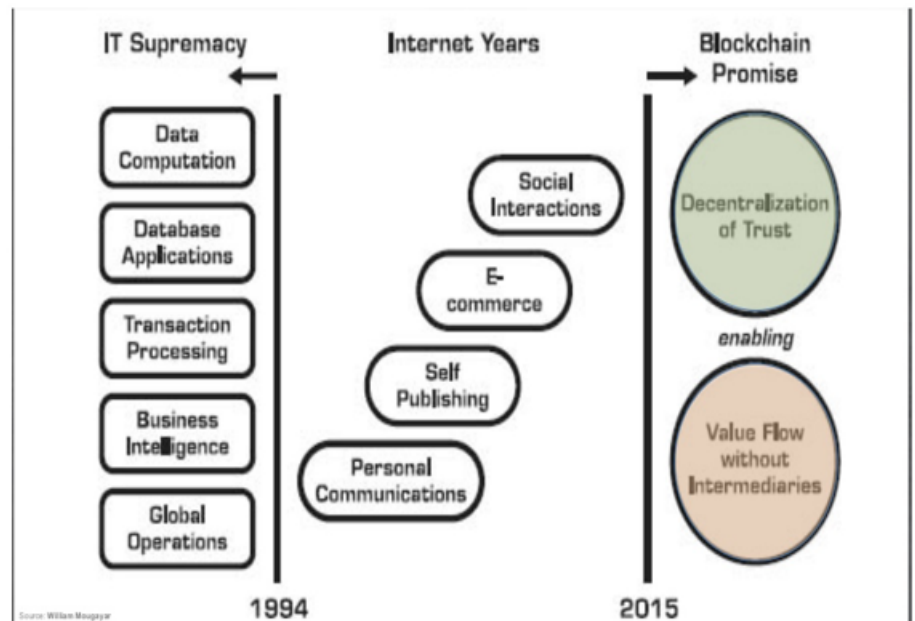 IT Supremacy
Internet Years
Blockchain
Promise
Data
Computation
Database
Applications
Transaction
Processing
Business
Intelligence
Global
Operations
Social
Interactions
E-
commerce
Self
Publishing
Personal
Communications
Decentralization
of Trust
enabling
Value Flow
without
Intermediaries
1994
2015
Source: William Mougayar